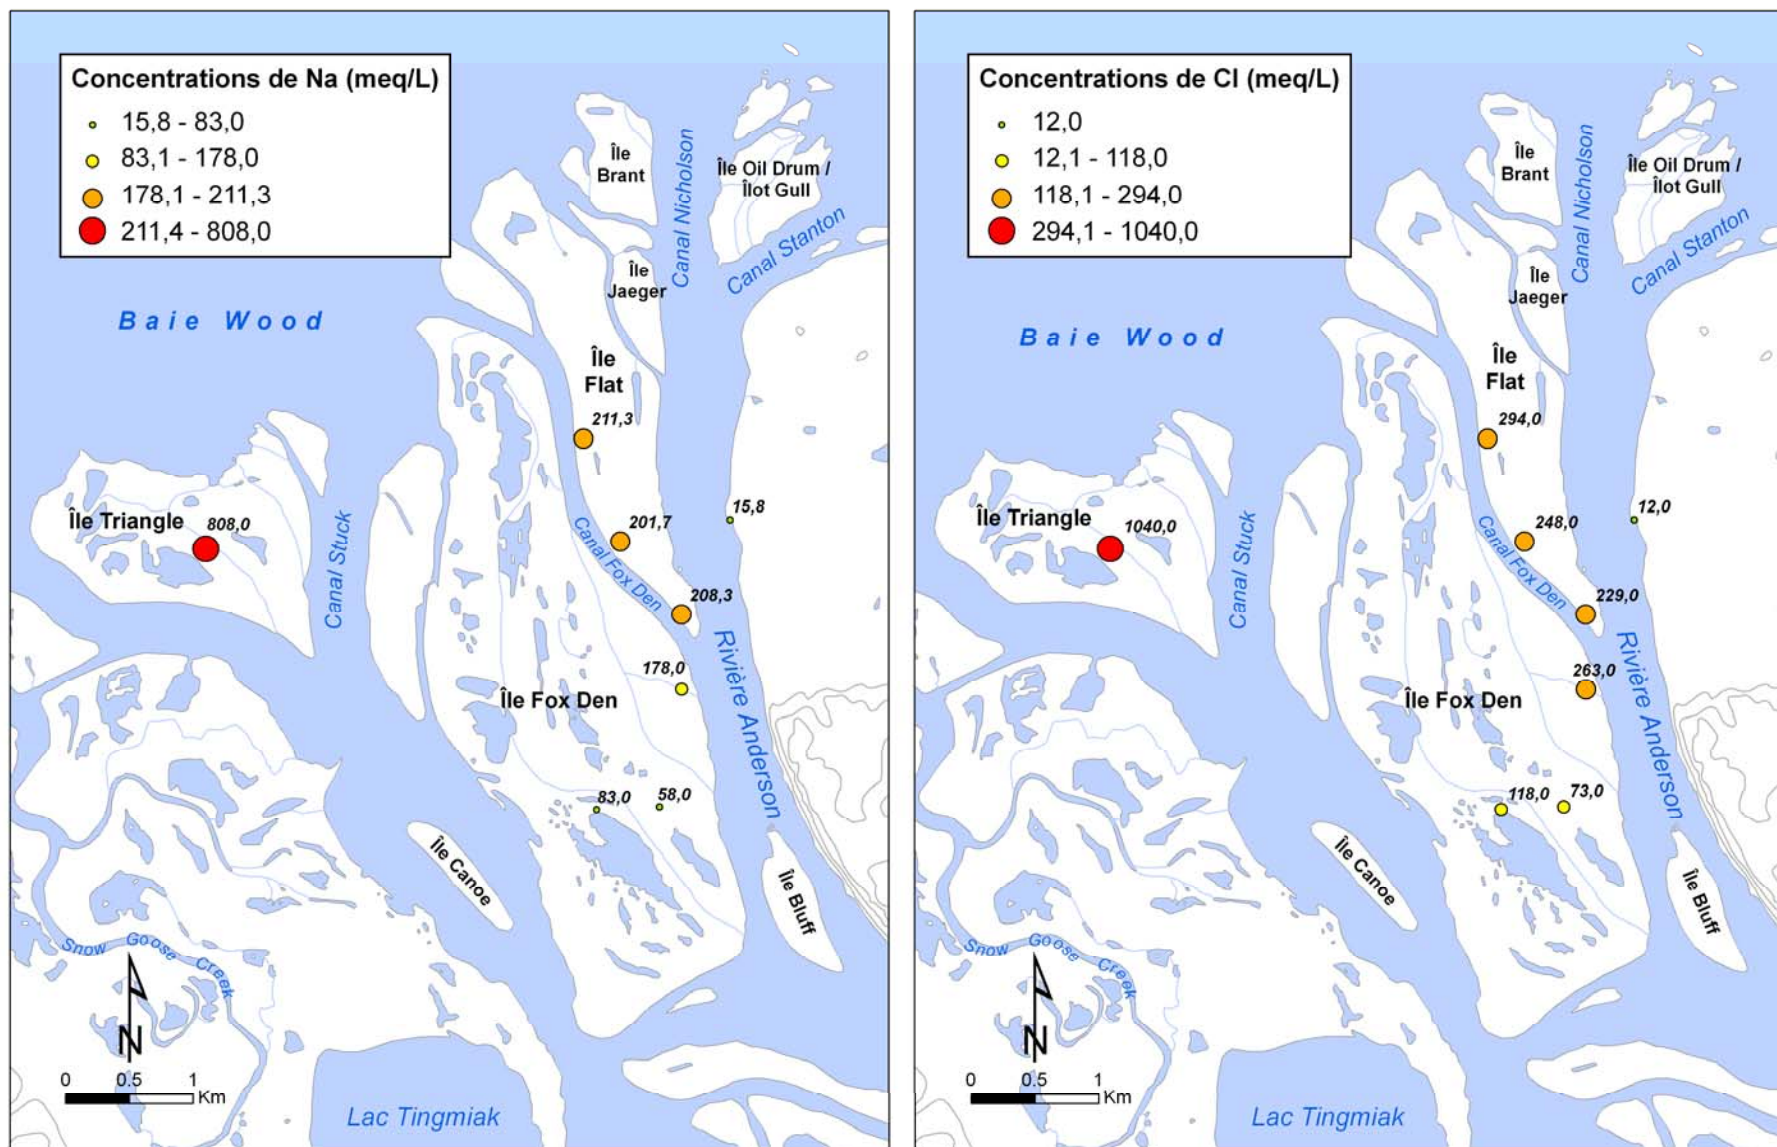 Concentrations de Na (meq/L)
15,8 - 83,0
83,1 - 178,0
178,1 - 211,3
211,4 - 808,0
Île
Brant
Canal Nicholson
Île Oil Drum /
Îlot Gull
Canal Stanton
Île
Jaeger
Baie Wood
Île
Flat
211,3
15,8
Île Triangle
808,0
201,7
Canal Stuck
Canal Fox Den
208,3
178,0
Île Fox Den
Rivière Anderson
83,0
58,0
Île Canoe
Île Bluff
Snow Goose Creek
N
0 0.5 1
Km
Lac Tingmiak
Concentrations de Cl (meq/L)
12,0
12,1 - 118,0
118,1 - 294,0
294,1 - 1040,0
Île
Brant
Canal Nicholson
Île Oil Drum /
Îlot Gull
Canal Stanton
Île
Jaeger
Baie Wood
Île
Flat
294,0
12,0
Île Triangle
1040,0
248,0
Canal Stuck
Canal Fox Den
229,0
263,0
Île Fox Den
Rivière Anderson
118,0
73,0
Île Canoe
Île Bluff
Snow Goose Creek
N
0 0.5 1
Km
Lac Tingmiak